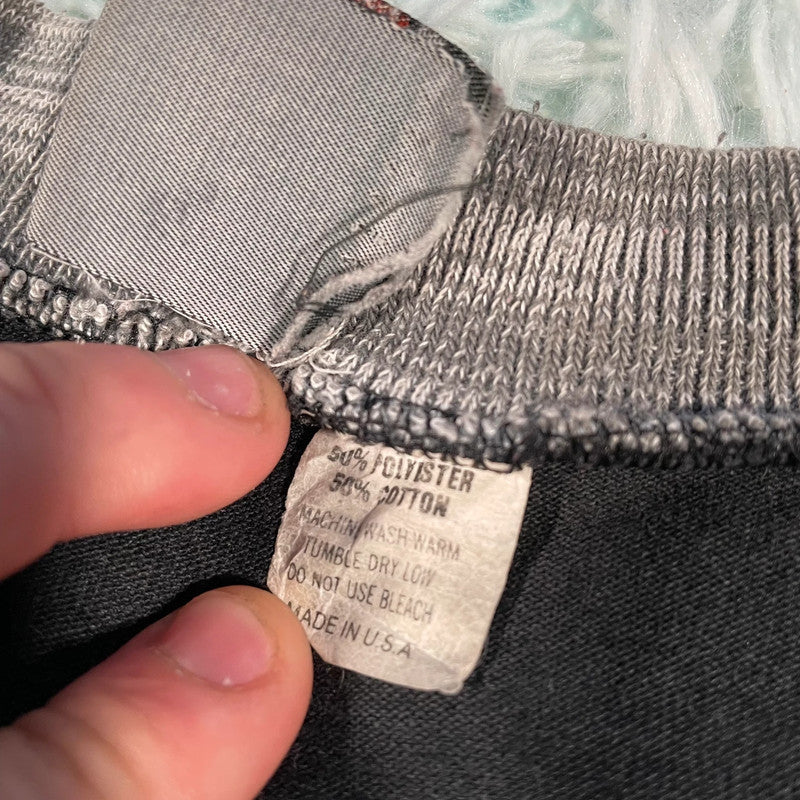 50% POLYESTER
50% COTTON
MACHINE WASH WARM
TUMBLE DRY LOW
DO NOT USE BLEACH
MADE IN U.S.A